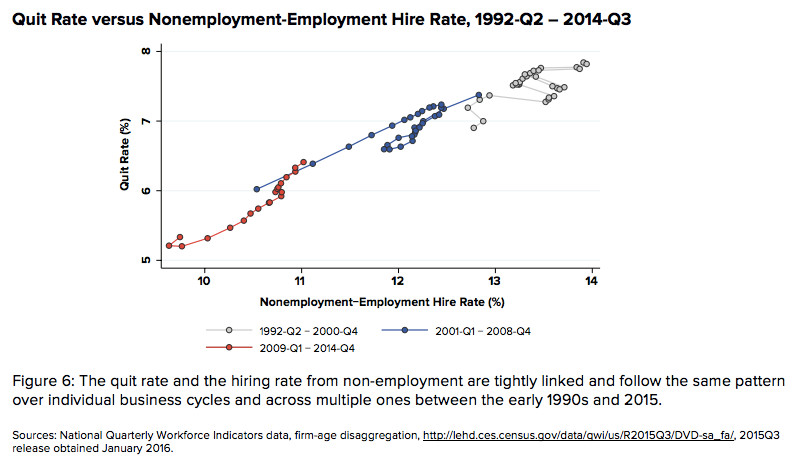 Quit Rate versus Nonemployment-Employment Hire Rate, 1992-Q2 – 2014-Q3
8
7
6
5
Quit Rate (%)
10 11 12 13 14
Nonemployment-Employment Hire Rate (%)
1992-Q2 – 2000-Q4 2001-Q1 – 2008-Q4
2009-Q1 – 2014-Q4
Figure 6: The quit rate and the hiring rate from non-employment are tightly linked and follow the same pattern
over individual business cycles and across multiple ones between the early 1990s and 2015.
Sources: National Quarterly Workforce Indicators data, firm-age disaggregation, http://lehd.ces.census.gov/data/qwi/us/R2015Q3/DVD-sa_fa/, 2015Q3
release obtained January 2016.